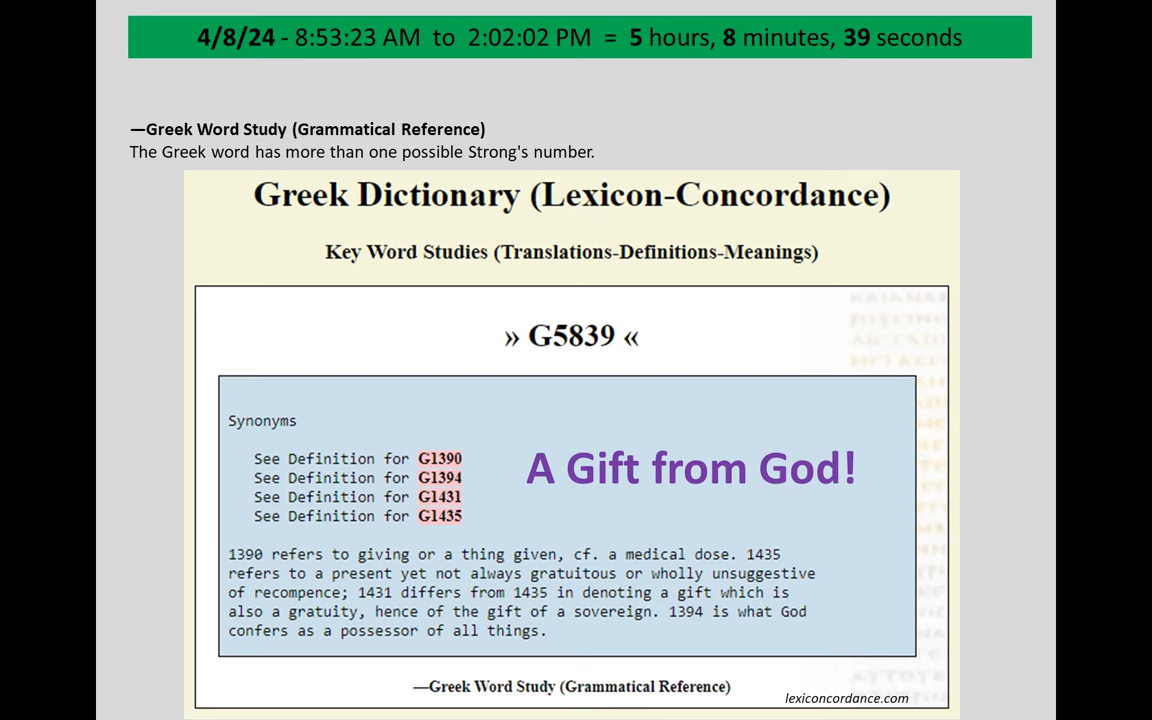 4/8/24 - 8:53:23 AM to 2:02:02 PM = 5 hours, 8 minutes, 39 seconds
—Greek Word Study (Grammatical Reference)
The Greek word has more than one possible Strong's number.
Greek Dictionary (Lexicon-Concordance)
Key Word Studies (Translations-Definitions-Meanings)
» G5839 «
Synonyms
See Definition for G1390
See Definition for G1394
See Definition for G1431
See Definition for G1435
A Gift from God!
1390 refers to giving or a thing given, cf. a medical dose. 1435
refers to a present yet not always gratuitous or wholly unsuggestive
of recompence; 1431 differs from 1435 in denoting a gift which is
also a gratuity, hence of the gift of a sovereign. 1394 is what God
confers as a possessor of all things.
—Greek Word Study (Grammatical Reference)
lexiconcordance.com